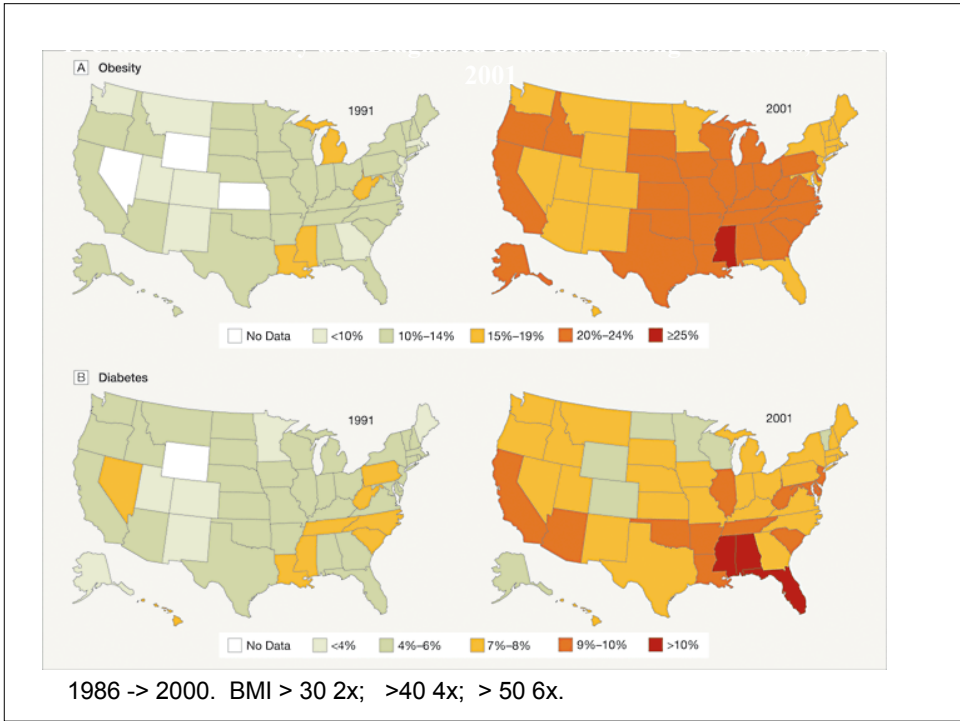 2001
A Obesity
1991
2001
No Data <10% 10%–14% 15%–19% 20%–24% ≥25%
B Diabetes
1991
2001
No Data <4% 4%–6% 7%–8% 9%–10% >10%
1986 -> 2000. BMI > 30 2x; >40 4x; > 50 6x.